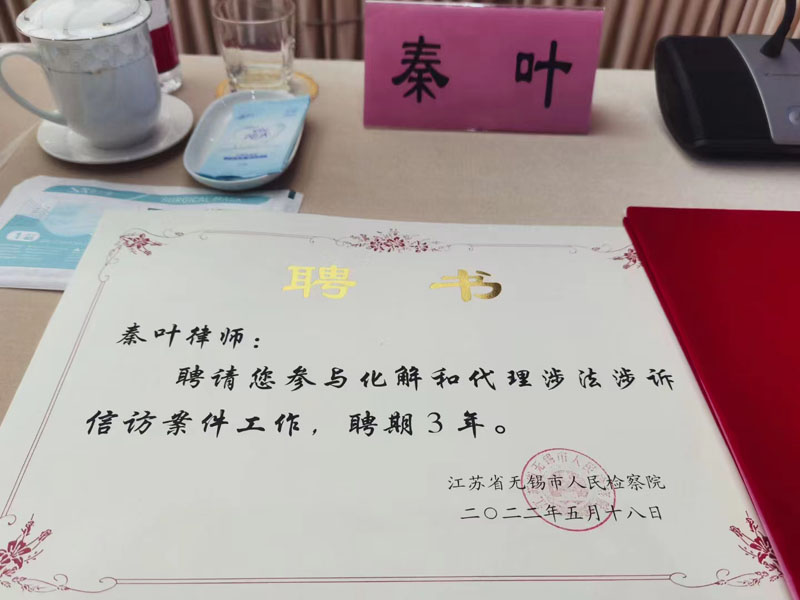 秦 叶
SURGICAL MASK
聘 书
秦叶律师：
聘请您参与化解和代理涉法涉诉
信访案件工作，聘期3年。
江苏省无锡市人民检察院
二〇二二年五月十八日